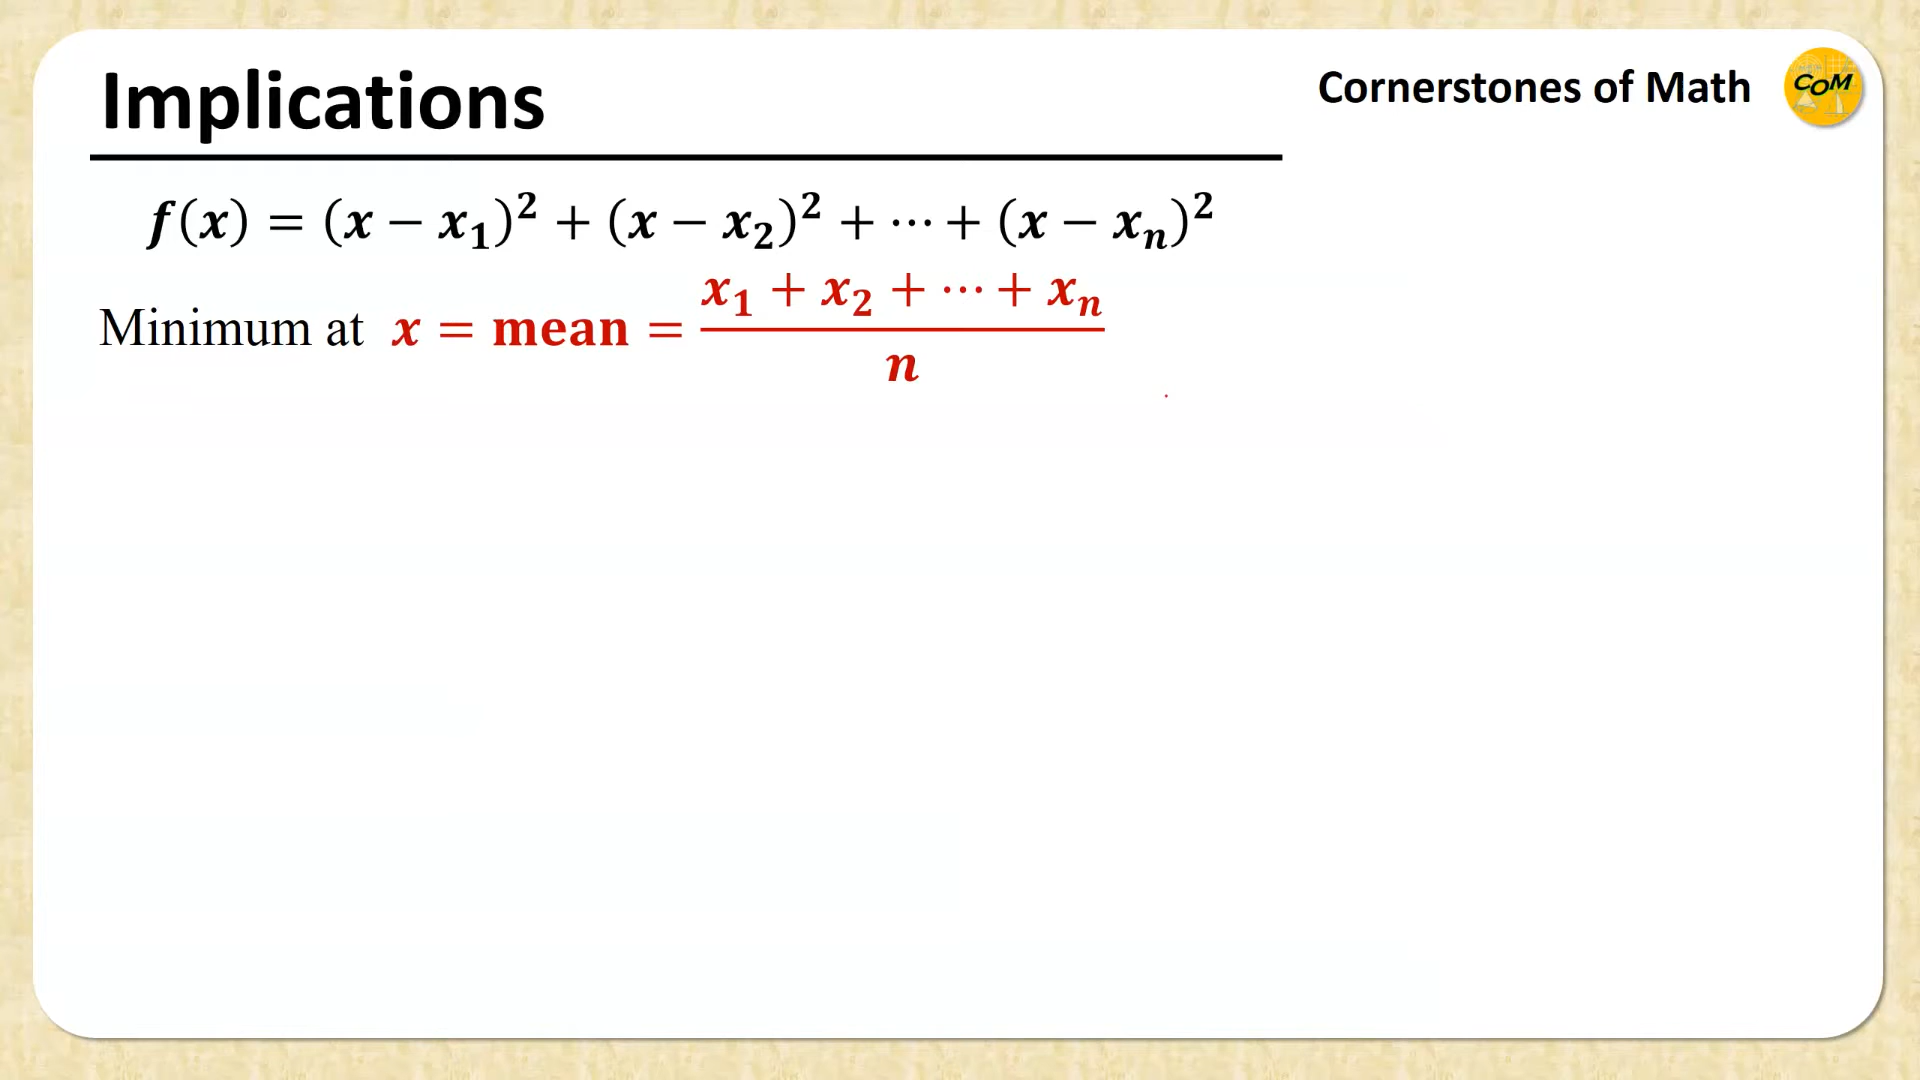 Implications
Cornerstones of Math
COM
f(x) = (x − x₁)² + (x − x₂)² + ⋯ + (x − xₙ)²
Minimum at x = mean = (x₁ + x₂ + ⋯ + xₙ) / n